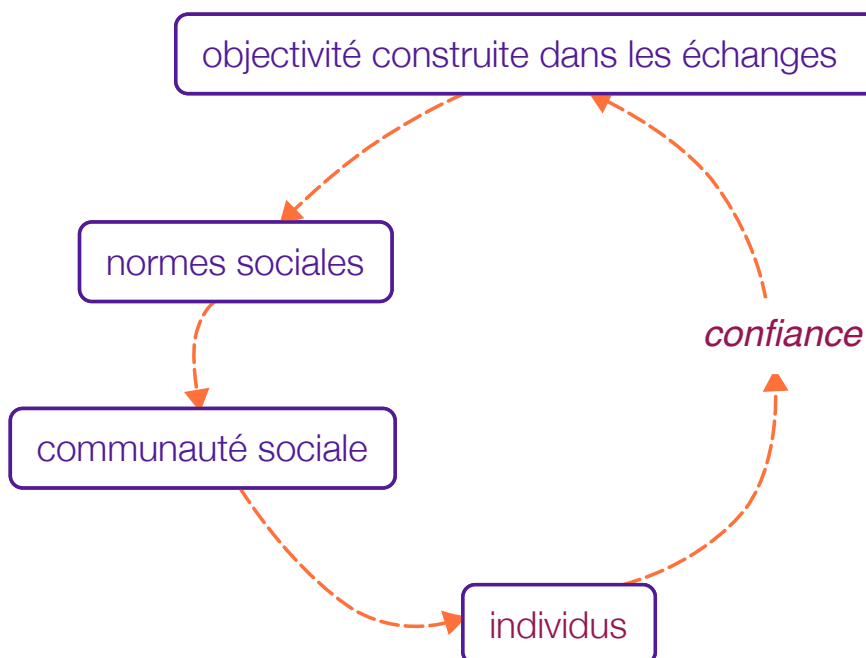 objectivité construite dans les échanges
normes sociales
confiance
communauté sociale
individus